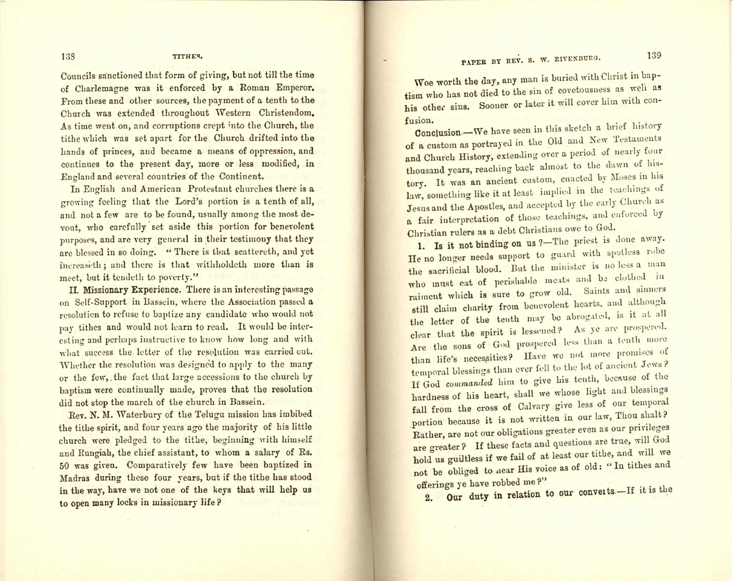 138
TITHES.
Councils sanctioned that form of giving, but not till the time
of Charlemagne was it enforced by a Roman Emperor.
From these and other sources, the payment of a tenth to the
Church was extended throughout Western Christendom.
As time went on, and corruptions crept into the Church, the
tithe which was set apart for the Church drifted into the
hands of princes, and became a means of oppression, and
continues to the present day, more or less modified, in
England and several countries of the Continent.
In English and American Protestant churches there is a
growing feeling that the Lord's portion is a tenth of all,
and not a few are to be found, usually among the most de-
vout, who carefully set aside this portion for benevolent
purposes, and are very general in their testimony that they
are blessed in so doing. "There is that scattereth, and yet
increaseth; and there is that withholdeth more than is
meet, but it tendeth to poverty."
II. Missionary Experience. There is an interesting passage
on Self-Support in Bassein, where the Association passed a
resolution to refuse to baptize any candidate who would not
pay tithes and would not learn to read. It would be inter-
esting and perhaps instructive to know how long and with
what success the letter of the resolution was carried out.
Whether the resolution was designed to apply to the many
or the few, the fact that large accessions to the church by
baptism were continually made, proves that the resolution
did not stop the march of the church in Bassein.
Rev. N. M. Waterbury of the Telugu mission has imbibed
the tithe spirit, and four years ago the majority of his little
church were pledged to the tithe, beginning with himself
and Rungiah, the chief assistant, to whom a salary of Rs.
50 was given. Comparatively few have been baptized in
Madras during these four years, but if the tithe has stood
in the way, have we not one of the keys that will help us
to open many locks in missionary life?
PAPER BY REV. S. W. RIVENBURG.
139
Woe worth the day, any man is buried with Christ in bap-
tism who has not died to the sin of covetousness as well as
his other sins. Sooner or later it will cover him with con-
fusion.
Conclusion.—We have seen in this sketch a brief history
of a custom as portrayed in the Old and New Testaments
and Church History, extending over a period of nearly four
thousand years, reaching back almost to the dawn of his-
tory. It was an ancient custom, enacted by Moses in his
law, something like it at least implied in the teachings of
Jesus and the Apostles, and accepted by the early Church as
a fair interpretation of those teachings, and enforced by
Christian rulers as a debt Christians owe to God.
1. Is it not binding on us?—The priest is done away.
He no longer needs support to guard with spotless robe
the sacrificial blood. But the minister is no less a man
who must eat of perishable meats and be clothed in
raiment which is sure to grow old. Saints and sinners
still claim charity from benevolent hearts, and although
the letter of the tenth may be abrogated, is it at all
clear that the spirit is lessened? As ye are prospered.
Are the sons of God prospered less than a tenth more
than life's necessities? Have we not more promises of
temporal blessings than ever fell to the lot of ancient Jews?
If God commanded him to give his tenth, because of the
hardness of his heart, shall we whose light and blessings
fall from the cross of Calvary give less of our temporal
portion because it is not written in our law, Thou shalt?
Rather, are not our obligations greater even as our privileges
are greater? If these facts and questions are true, will God
hold us guiltless if we fail of at least our tithe, and will we
not be obliged to hear His voice as of old: "In tithes and
offerings ye have robbed me?"
2. Our duty in relation to our converts.—If it is the